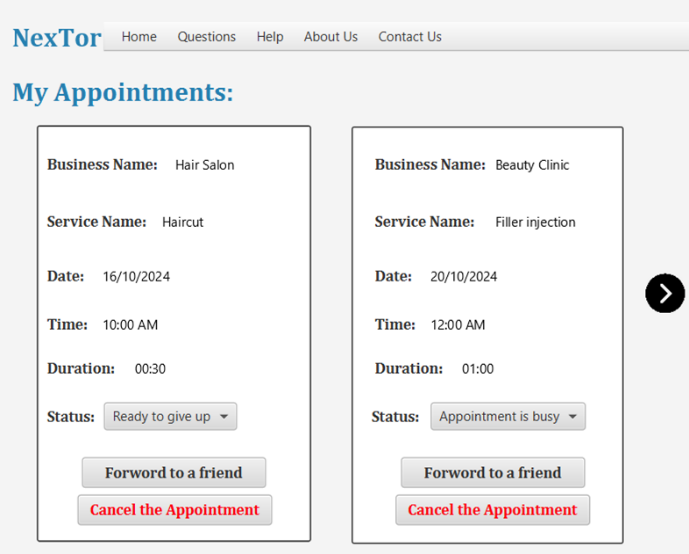 NexTor Home Questions Help About Us Contact Us
My Appointments:
Business Name: Hair Salon
Service Name: Haircut
Date: 16/10/2024
Time: 10:00 AM
Duration: 00:30
Status: Ready to give up
Forword to a friend
Cancel the Appointment
Business Name: Beauty Clinic
Service Name: Filler injection
Date: 20/10/2024
Time: 12:00 AM
Duration: 01:00
Status: Appointment is busy
Forword to a friend
Cancel the Appointment